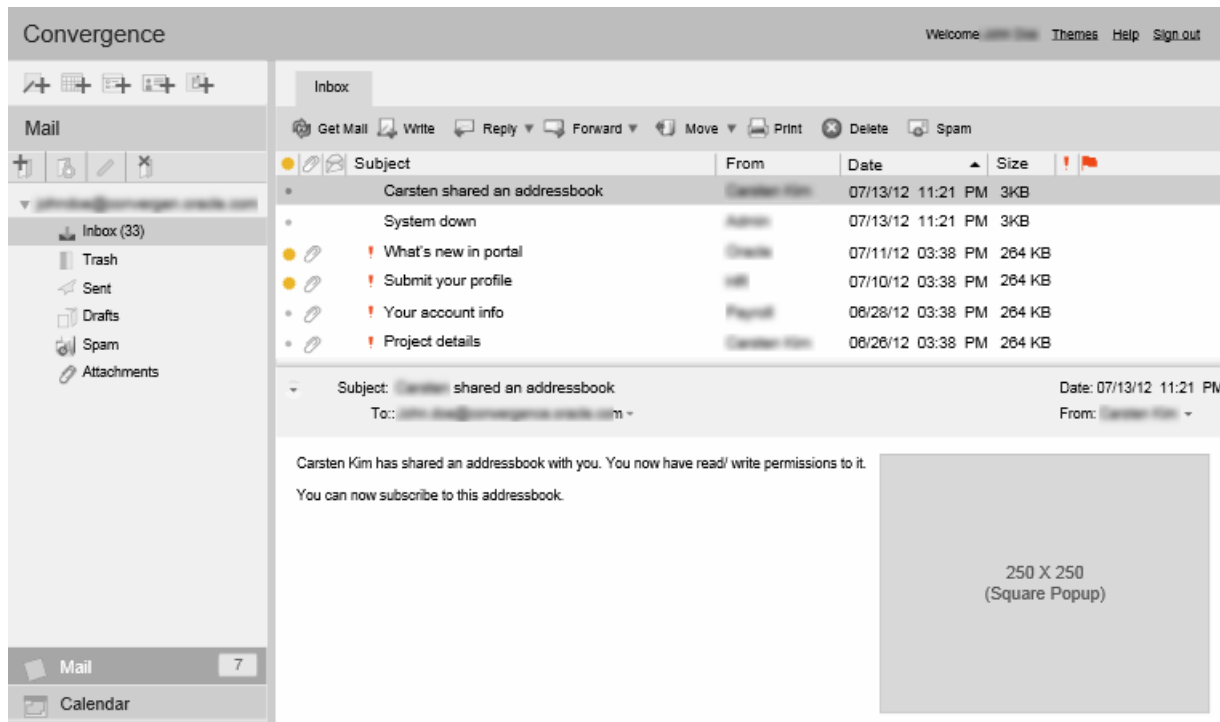 Convergence
Welcome Themes Help Sign out
Inbox
Mail
Get Mail Write Reply Forward Move Print Delete Spam
Subject From Date Size
Carsten shared an addressbook 07/13/12 11:21 PM 3KB
System down 07/13/12 11:21 PM 3KB
What's new in portal 07/11/12 03:38 PM 264 KB
Submit your profile 07/10/12 03:38 PM 264 KB
Your account info 06/28/12 03:38 PM 264 KB
Project details 06/26/12 03:38 PM 264 KB
Inbox (33)
Trash
Sent
Drafts
Spam
Attachments
Subject: shared an addressbook Date: 07/13/12 11:21 PM
To:: From:
Carsten Kim has shared an addressbook with you. You now have read/ write permissions to it.
You can now subscribe to this addressbook.
250 X 250
(Square Popup)
Mail 7
Calendar